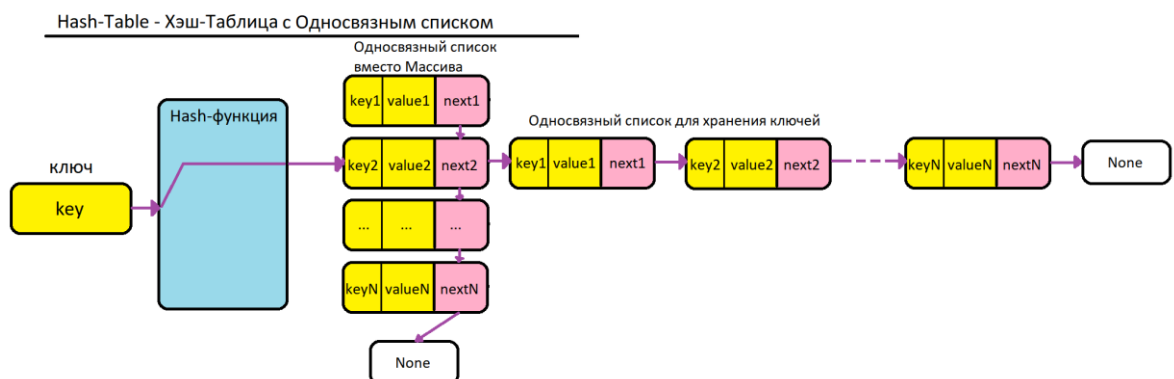 Hash-Table - Хэш-Таблица с Односвязным списком
Односвязный список
вместо Массива
key1 value1 next1
Hash-функция
Односвязный список для хранения ключей
key2 value2 next2 key1 value1 next1 key2 value2 next2 keyN valueN nextN None
ключ
key
... ... ...
keyN valueN nextN
None